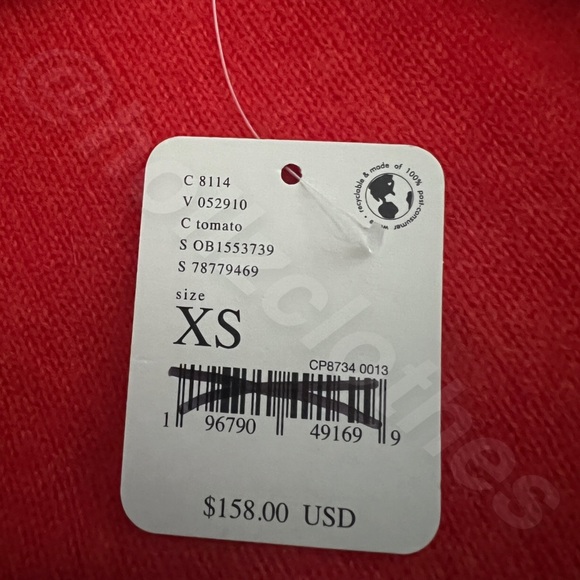 C 8114
V 052910
C tomato
S OB1553739
S 78779469
recyclable & made of 100% post-consumer
size
XS
CP8734 0013
1 96790 49169 9
$158.00 USD